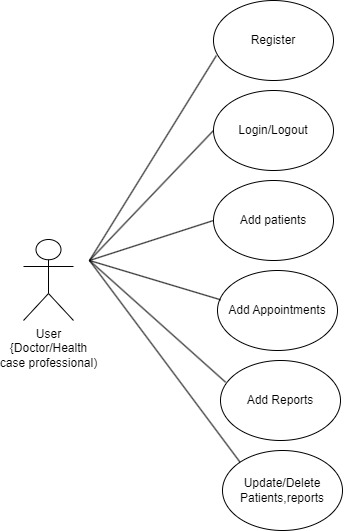 Register
Login/Logout
Add patients
Add Appointments
User
{Doctor/Health
case professional)
Add Reports
Update/Delete
Patients,reports